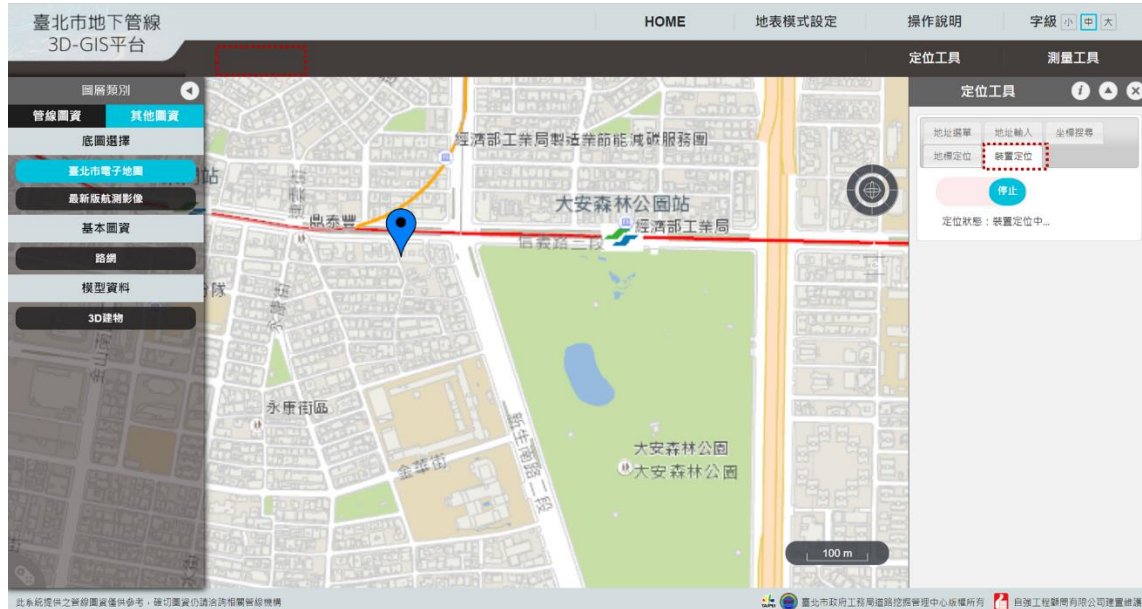 臺北市地下管線
3D-GIS平台
HOME
地表模式設定
操作說明
字級 小 中 大
定位工具
測量工具
圖層類別
管線圖資
其他圖資
底圖選擇
臺北市電子地圖
最新版航測影像
基本圖資
路網
模型資料
3D建物
經濟部工業局製造業節能減碳服務團
站
大安森林公園站
經濟部工業局
鼎泰豐
信義路三段
分隊
永康街
永康街區
新生南路二段
金華街
大安森林公園
大安森林公園
100 m
定位工具
地址選單
地址輸入
坐標搜尋
地標定位
裝置定位
停止
定位狀態：裝置定位中...
此系統提供之管線圖資僅供參考，確切圖資仍請洽詢相關管線機構
臺北市政府工務局道路挖掘管理中心版權所有
自強工程顧問有限公司建置維護